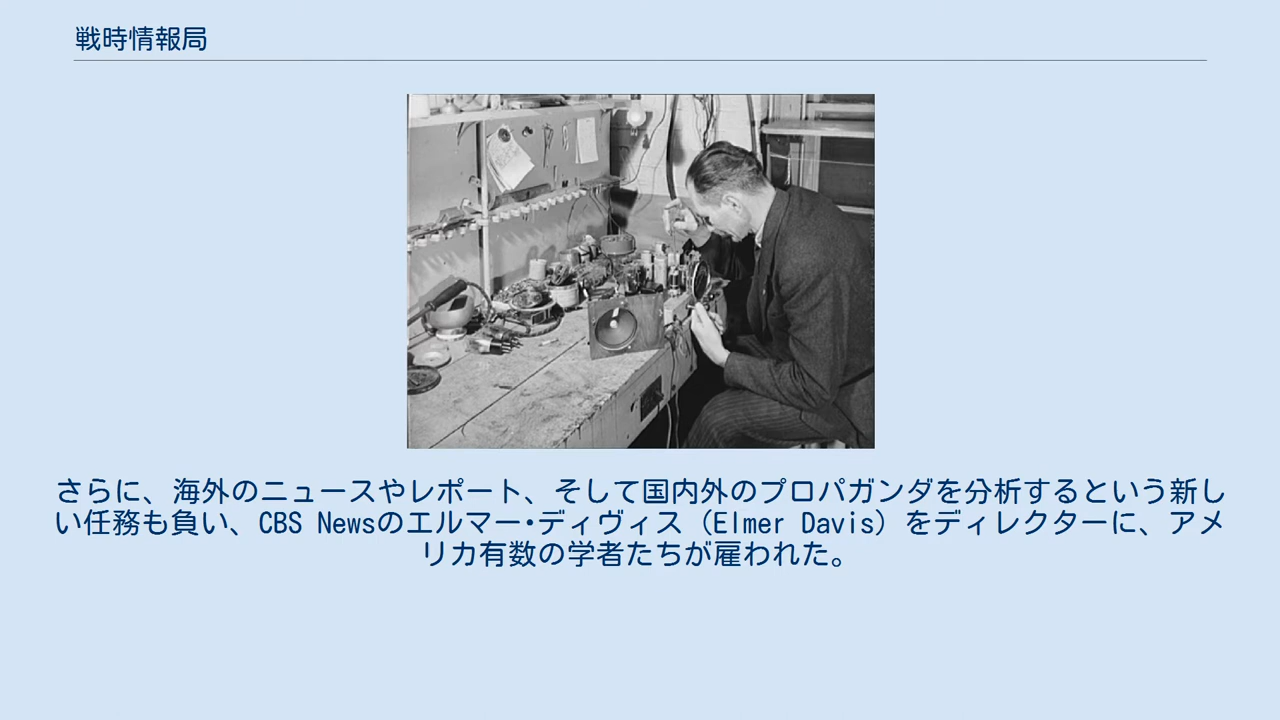 戦時情報局
さらに、海外のニュースやレポート、そして国内外のプロパガンダを分析するという新し
い任務も負い、CBS Newsのエルマー・ディヴィス（Elmer Davis）をディレクターに、アメ
リカ有数の学者たちが雇われた。